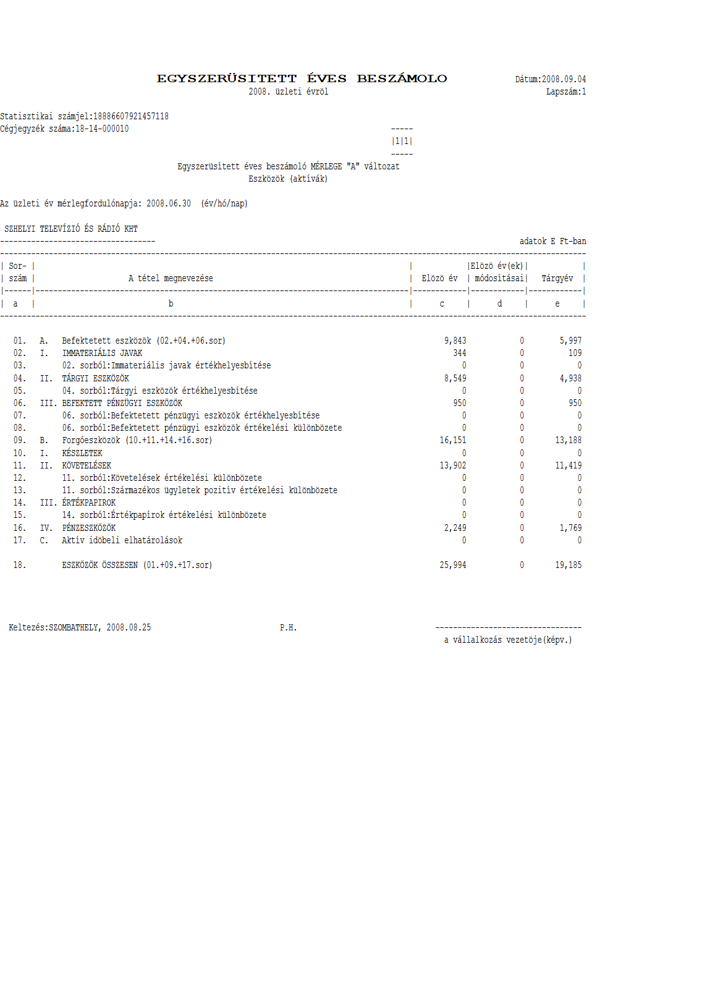 EGYSZERÜSITETT ÉVES BESZÁMOLO Dátum:2008.09.04
2008. üzleti évröl Lapszám:1
Statisztikai számjel:18886607921457118
Cégjegyzék száma:18-14-000010 -----
|1|1|
-----
Egyszerüsített éves beszámoló MÉRLEGE "A" változat
Eszközök (aktívák)
Az üzleti év mérlegfordulónapja: 2008.06.30 (év/hó/nap)
SZHELYI TELEVÍZIÓ ÉS RÁDIÓ KHT
adatok E Ft-ban
| Sor- | | |Elözö év(ek)| |
| szám | A tétel megnevezése | Elözö év | módosításai| Tárgyév |
| a | b | c | d | e |
01. A. Befektetett eszközök (02.+04.+06.sor) 9,843 0 5,997
02. I. IMMATERIÁLIS JAVAK 344 0 109
03. 02. sorból:Immateriális javak értékhelyesbítése 0 0 0
04. II. TÁRGYI ESZKÖZÖK 8,549 0 4,938
05. 04. sorból:Tárgyi eszközök értékhelyesbítése 0 0 0
06. III. BEFEKTETT PÉNZÜGYI ESZKÖZÖK 950 0 950
07. 06. sorból:Befektetett pénzügyi eszközök értékhelyesbítése 0 0 0
08. 06. sorból:Befektetett pénzügyi eszközök értékelési különbözete 0 0 0
09. B. Forgóeszközök (10.+11.+14.+16.sor) 16,151 0 13,188
10. I. KÉSZLETEK 0 0 0
11. II. KÖVETELÉSEK 13,902 0 11,419
12. 11. sorból:Követelések értékelési különbözete 0 0 0
13. 11. sorból:Származékos ügyletek pozitív értékelési különbözete 0 0 0
14. III. ÉRTÉKPAPIROK 0 0 0
15. 14. sorból:Értékpapírok értékelési különbözete 0 0 0
16. IV. PÉNZESZKÖZÖK 2,249 0 1,769
17. C. Aktív idöbeli elhatárolások 0 0 0
18. ESZKÖZÖK ÖSSZESEN (01.+09.+17.sor) 25,994 0 19,185
Keltezés:SZOMBATHELY, 2008.08.25 P.H. ---------------------------------
a vállalkozás vezetöje(képv.)